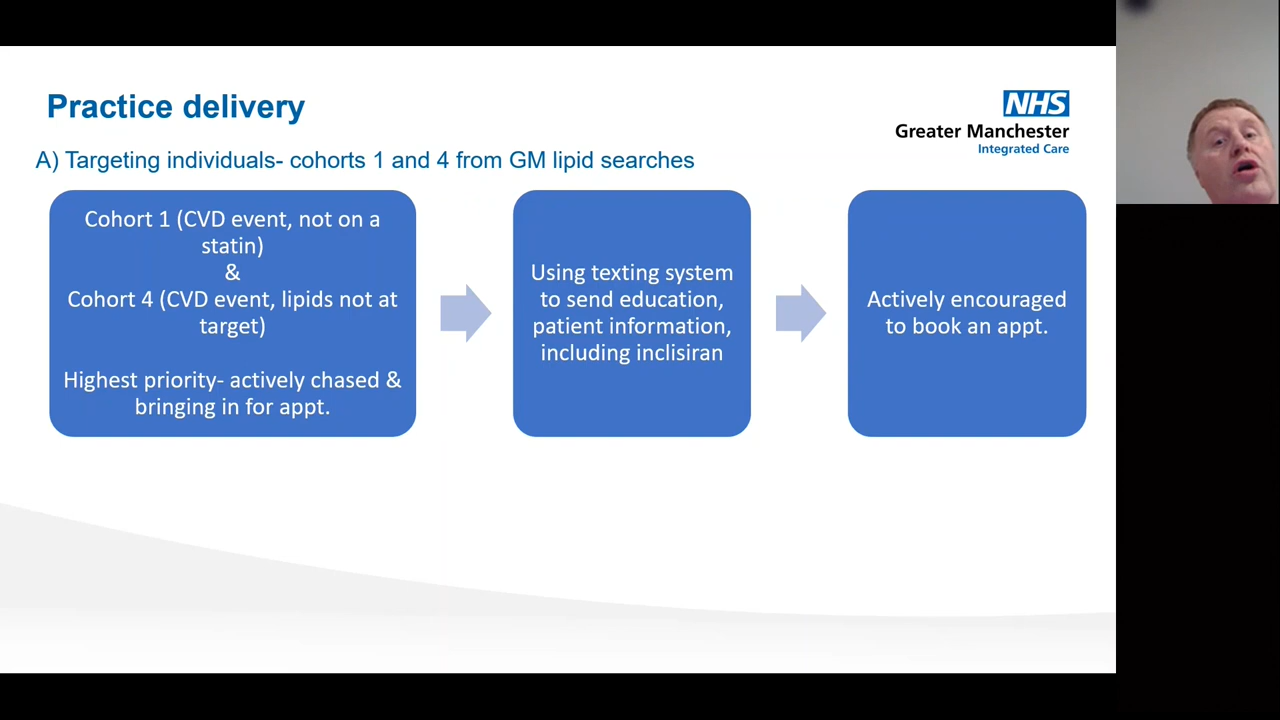 Practice delivery
NHS
Greater Manchester
Integrated Care
A) Targeting individuals- cohorts 1 and 4 from GM lipid searches
Cohort 1 (CVD event, not on a
statin)
&
Cohort 4 (CVD event, lipids not at
target)
Highest priority- actively chased &
bringing in for appt.
Using texting system
to send education,
patient information,
including inclisiran
Actively encouraged
to book an appt.